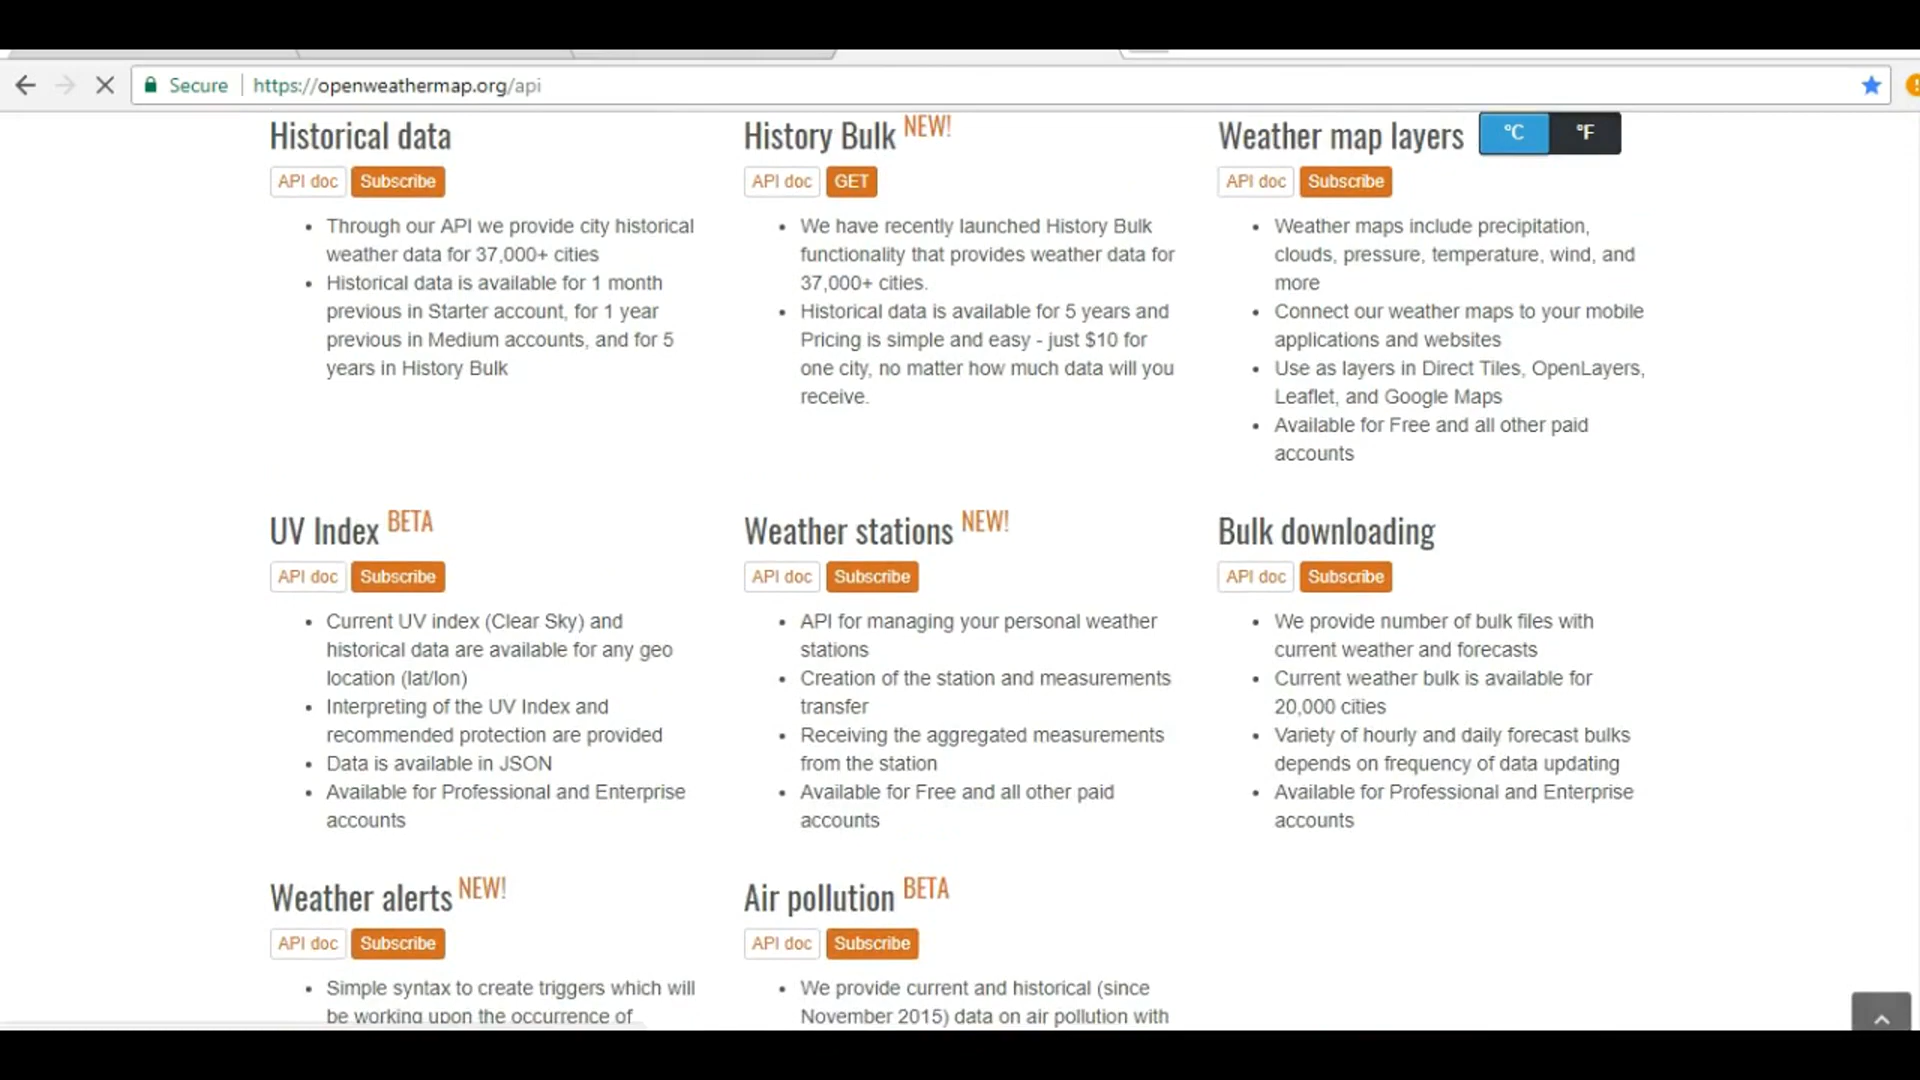 Secure https://openweathermap.org/api
Historical data
API doc Subscribe
Through our API we provide city historical
weather data for 37,000+ cities
Historical data is available for 1 month
previous in Starter account, for 1 year
previous in Medium accounts, and for 5
years in History Bulk
History Bulk NEW!
API doc GET
We have recently launched History Bulk
functionality that provides weather data for
37,000+ cities.
Historical data is available for 5 years and
Pricing is simple and easy - just $10 for
one city, no matter how much data will you
receive.
Weather map layers
°C °F
API doc Subscribe
Weather maps include precipitation,
clouds, pressure, temperature, wind, and
more
Connect our weather maps to your mobile
applications and websites
Use as layers in Direct Tiles, OpenLayers,
Leaflet, and Google Maps
Available for Free and all other paid
accounts
UV Index BETA
API doc Subscribe
Current UV index (Clear Sky) and
historical data are available for any geo
location (lat/lon)
Interpreting of the UV Index and
recommended protection are provided
Data is available in JSON
Available for Professional and Enterprise
accounts
Weather stations NEW!
API doc Subscribe
API for managing your personal weather
stations
Creation of the station and measurements
transfer
Receiving the aggregated measurements
from the station
Available for Free and all other paid
accounts
Bulk downloading
API doc Subscribe
We provide number of bulk files with
current weather and forecasts
Current weather bulk is available for
20,000 cities
Variety of hourly and daily forecast bulks
depends on frequency of data updating
Available for Professional and Enterprise
accounts
Weather alerts NEW!
API doc Subscribe
Simple syntax to create triggers which will
be working upon the occurrence of
Air pollution BETA
API doc Subscribe
We provide current and historical (since
November 2015) data on air pollution with